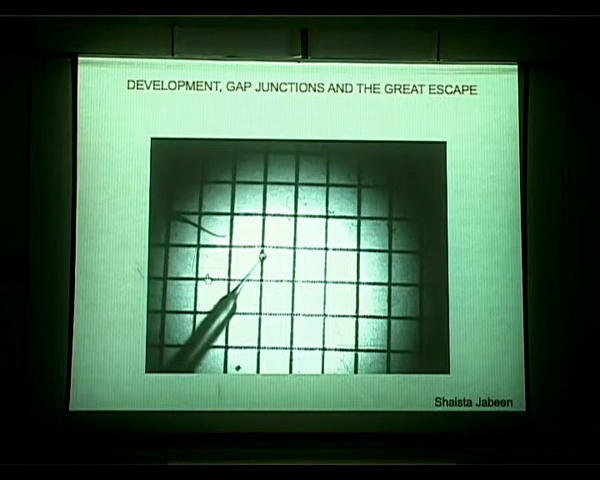 DEVELOPMENT, GAP JUNCTIONS AND THE GREAT ESCAPE
Shaista Jabeen